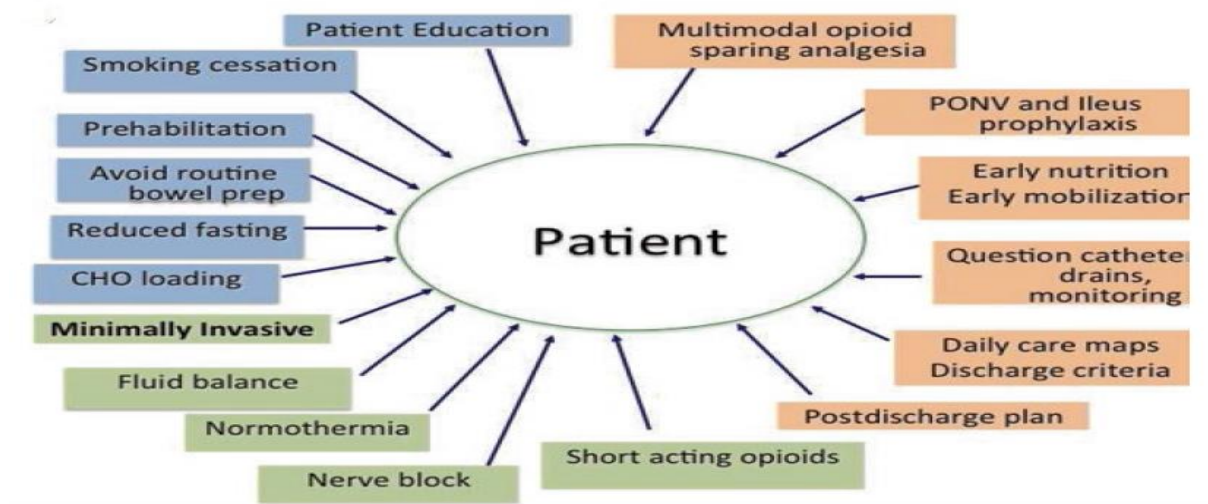 Patient Education
Smoking cessation
Prehabilitation
Avoid routine
bowel prep
Reduced fasting
CHO loading
Minimally Invasive
Fluid balance
Normothermia
Nerve block
Short acting opioids
Multimodal opioid
sparing analgesia
PONV and Ileus
prophylaxis
Early nutrition
Early mobilization
Question cathete
drains,
monitoring
Daily care maps
Discharge criteria
Postdischarge plan
Patient